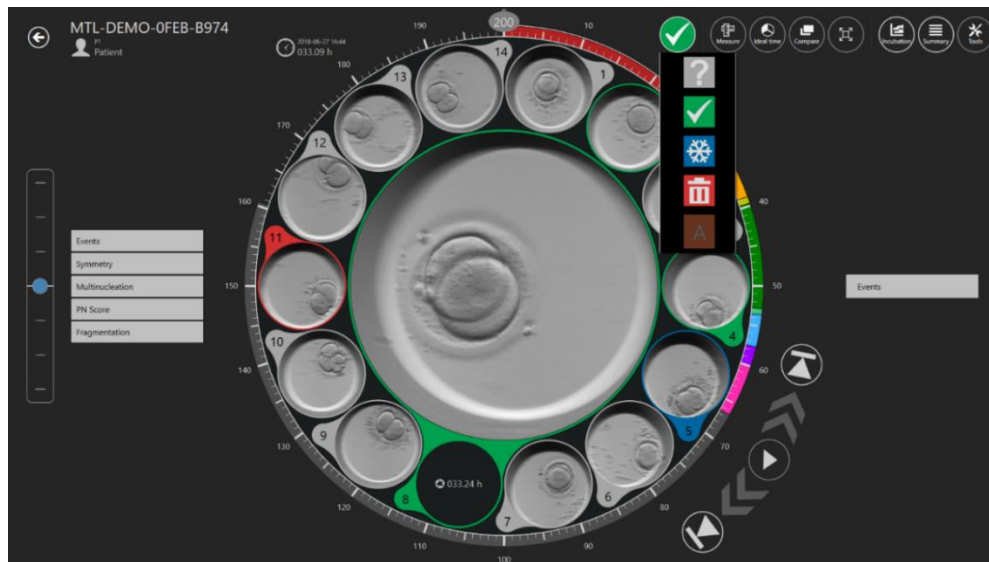 MTL-DEMO-0FEB-B974
P1
Patient
2018-06-27 16:44
033.09 h
Measure
Ideal time
Compare
Incubation
Summary
Tools
200
10
40
50
60
70
80
90
100
110
120
130
140
150
160
170
180
190
1
4
5
6
7
8
9
10
11
12
13
14
033.24 h
?
A
Events
Symmetry
Multinucleation
PN Score
Fragmentation
Events